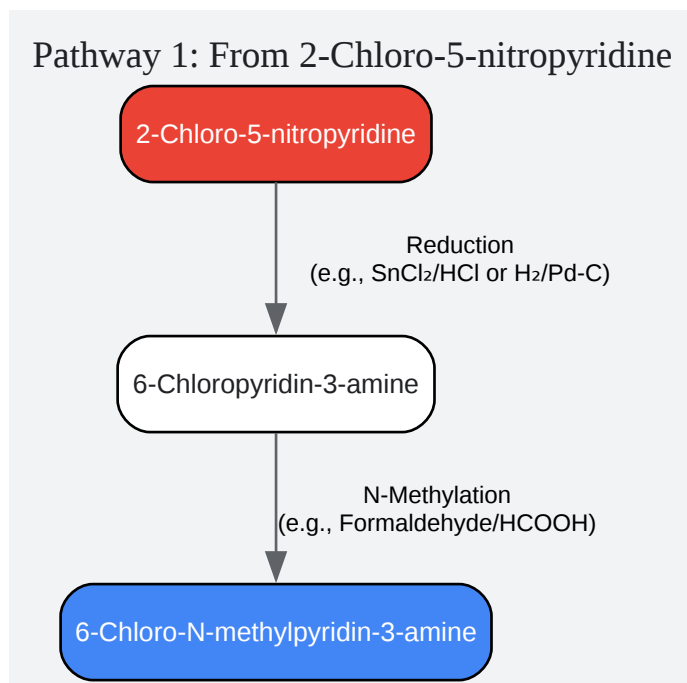 Pathway 1: From 2-Chloro-5-nitropyridine
2-Chloro-5-nitropyridine
Reduction
(e.g., SnCl₂/HCl or H₂/Pd-C)
6-Chloropyridin-3-amine
N-Methylation
(e.g., Formaldehyde/HCOOH)
6-Chloro-N-methylpyridin-3-amine